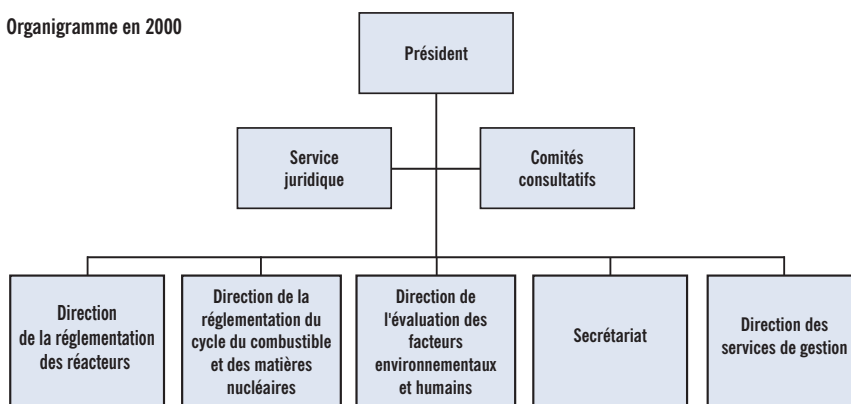 Organigramme en 2000
Président
Service
juridique
Comités
consultatifs
Direction
de la réglementation
des réacteurs
Direction de la
réglementation du
cycle du combustible
et des matières
nucléaires
Direction de
l'évaluation des
facteurs
environnementaux
et humains
Secrétariat
Direction des
services de gestion